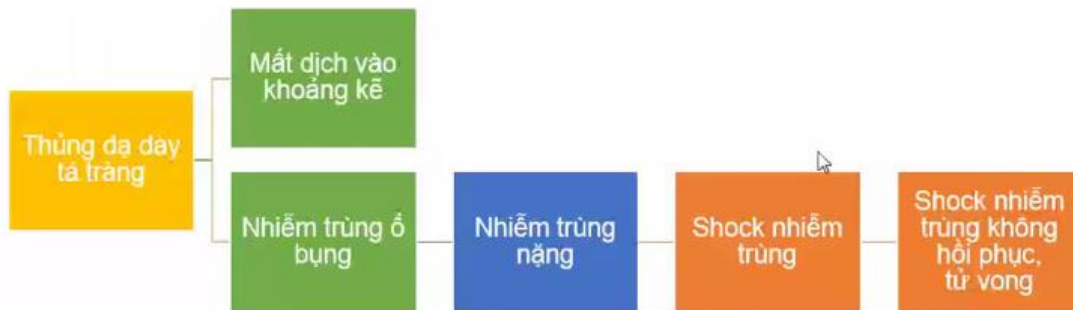 Mất dịch vào
khoảng kẽ
Thủng dạ dày
tá tràng
Nhiễm trùng ổ
bụng
Nhiễm trùng
nặng
Shock nhiễm
trùng
Shock nhiễm
trùng không
hồi phục,
tử vong